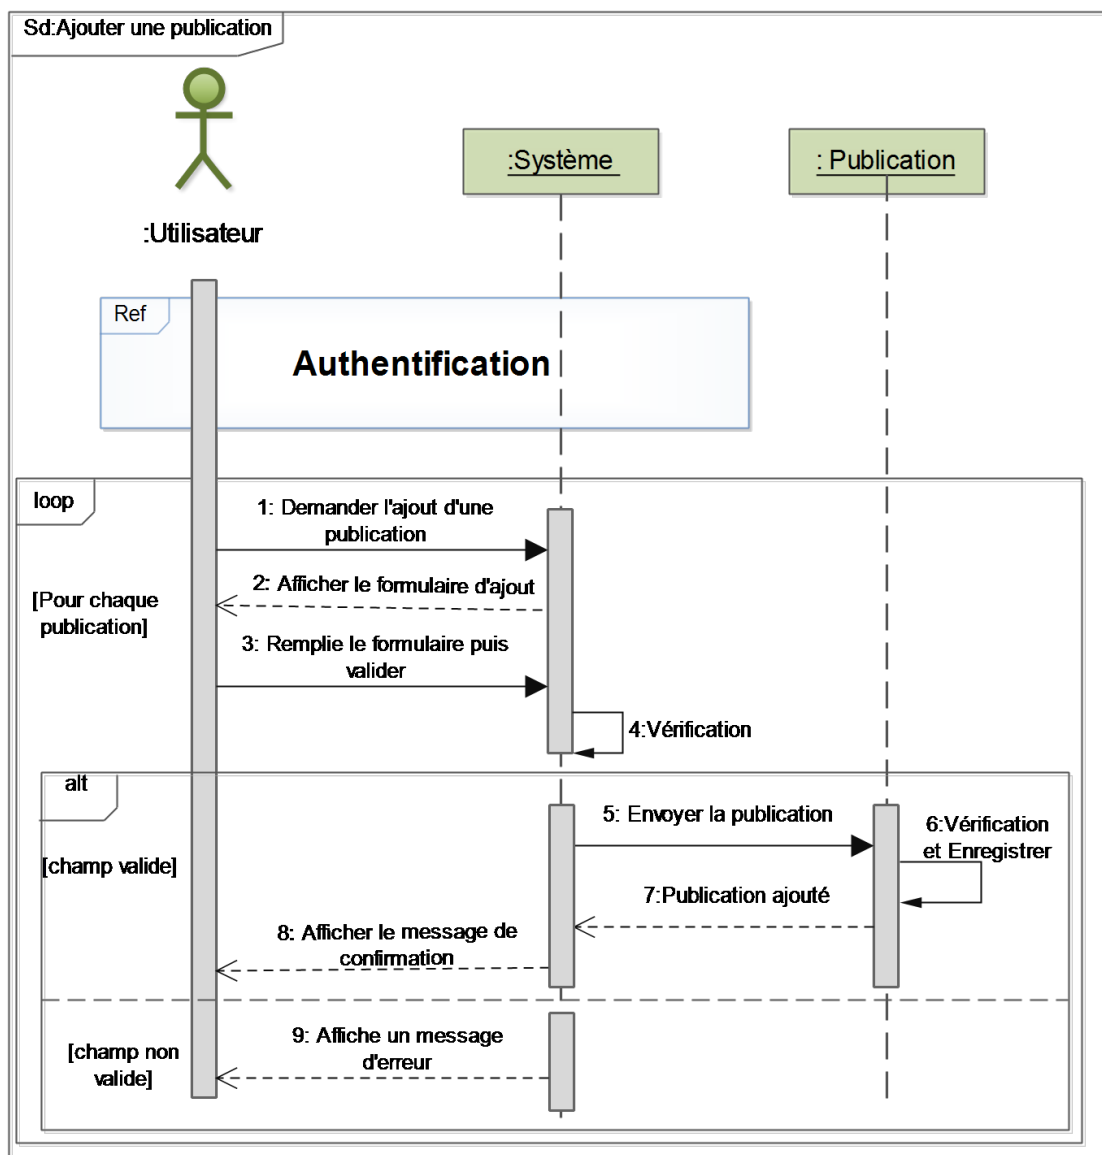 Sd:Ajouter une publication
:Système
: Publication
:Utilisateur
Ref
Authentification
loop
1: Demander l'ajout d'une
publication
2: Afficher le formulaire d'ajout
[Pour chaque
publication]
3: Remplie le formulaire puis
valider
4:Vérification
alt
5: Envoyer la publication
6:Vérification
et Enregistrer
[champ valide]
7:Publication ajouté
8: Afficher le message de
confirmation
9: Affiche un message
d'erreur
[champ non
valide]